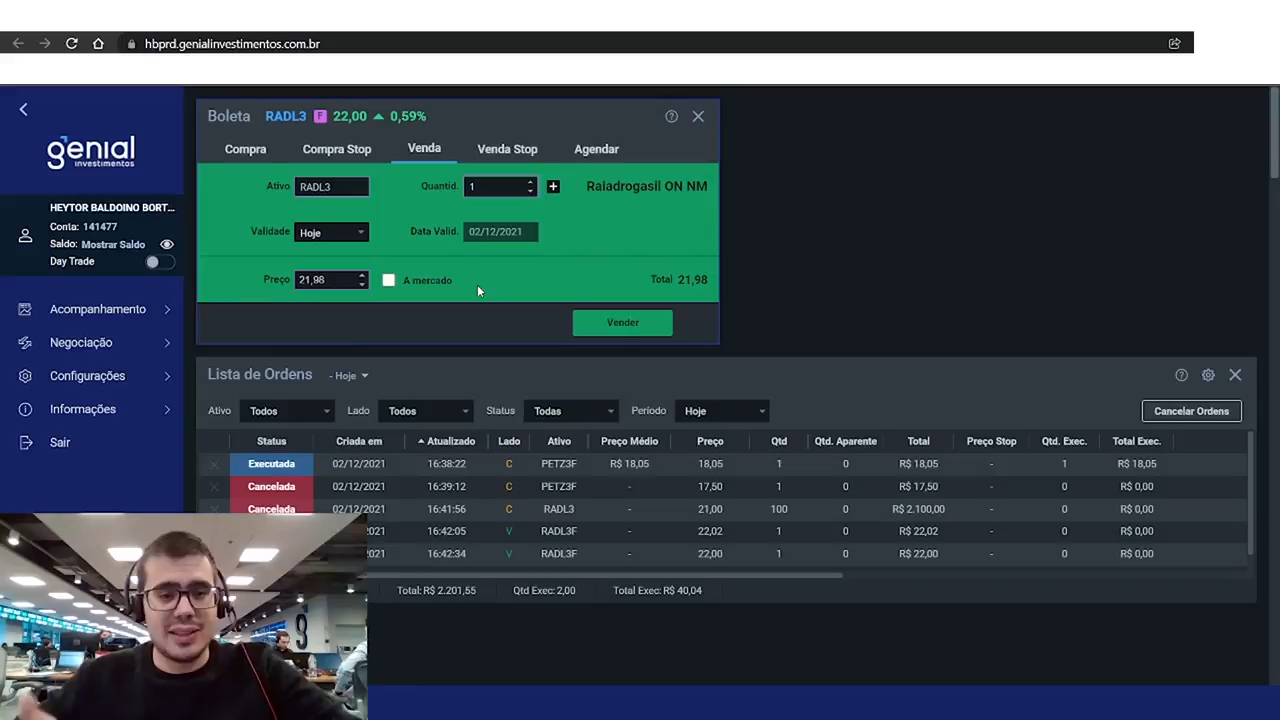 hbprd.genialinvestimentos.com.br
genial
investimentos
HEYTOR BALDOINO BORT...
Conta: 141477
Saldo: Mostrar Saldo
Day Trade
Acompanhamento
Negociação
Configurações
Informações
Sair
Boleta RADL3 F 22,00 0,59%
Compra Compra Stop Venda Venda Stop Agendar
Ativo RADL3 Quantid. 1 + Raiadrogasil ON NM
Validade Hoje Data Valid. 02/12/2021
Preço 21,98 A mercado Total 21,98
Vender
Lista de Ordens - Hoje
Ativo Todos Lado Todos Status Todas Período Hoje Cancelar Ordens
Status Criada em Atualizado Lado Ativo Preço Médio Preço Qtd Qtd. Aparente Total Preço Stop Qtd. Exec. Total Exec.
Executada 02/12/2021 16:38:22 C PETZ3F R$ 18,05 18,05 1 0 R$ 18,05 - 1 R$ 18,05
Cancelada 02/12/2021 16:39:12 C PETZ3F - 17,50 1 0 R$ 17,50 - 0 R$ 0,00
Cancelada 02/12/2021 16:41:56 C RADL3 - 21,00 100 0 R$ 2.100,00 - 0 R$ 0,00
021 16:42:05 V RADL3F - 22,02 1 0 R$ 22,02 - 0 R$ 0,00
021 16:42:34 V RADL3F - 22,00 1 0 R$ 22,00 - 0 R$ 0,00
Total: R$ 2.201,55 Qtd Exec: 2,00 Total Exec: R$ 40,04